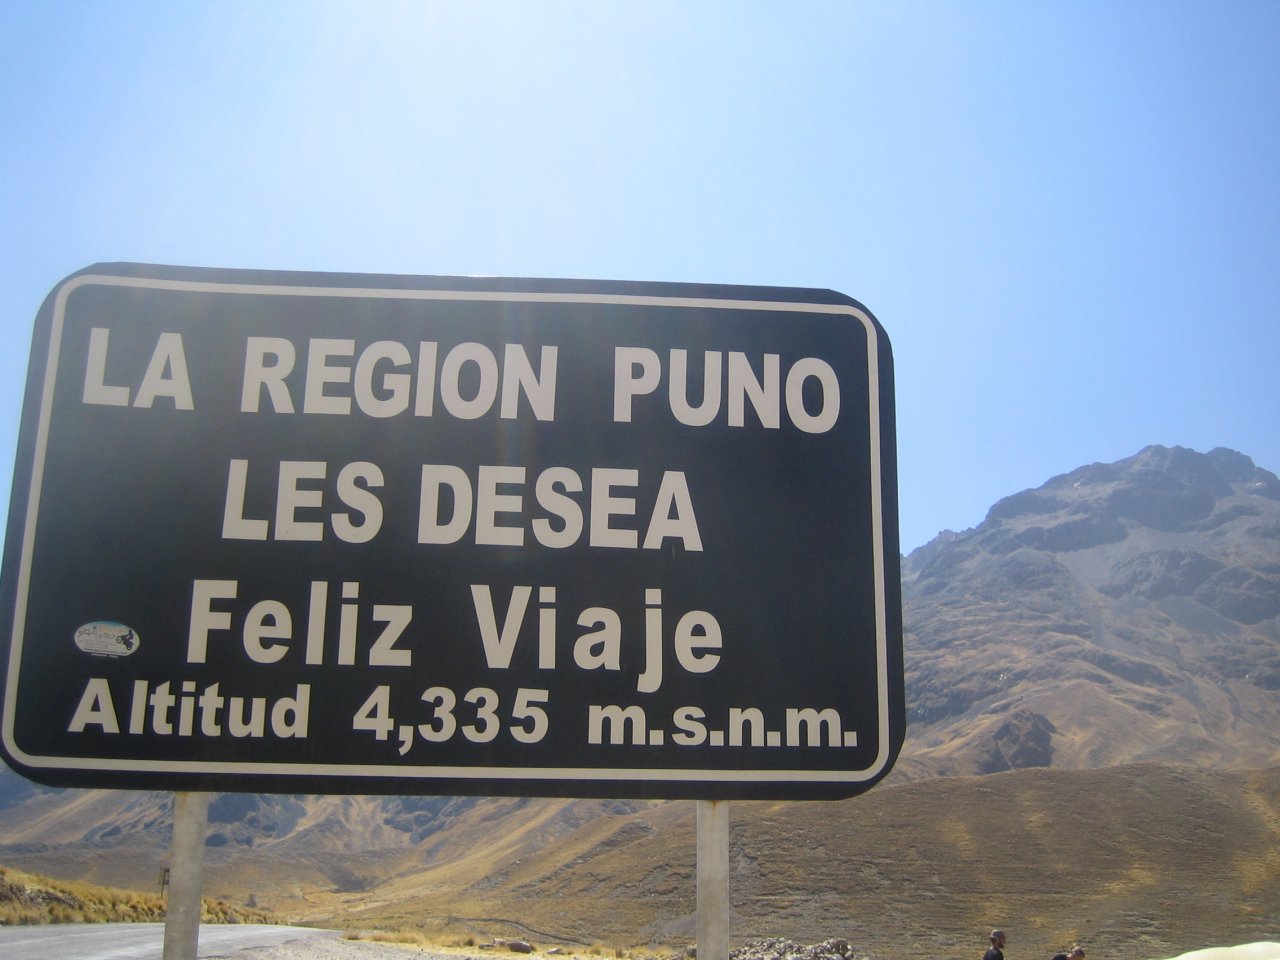 LA REGION PUNO
LES DESEA
Feliz Viaje
Altitud 4,335 m.s.n.m.